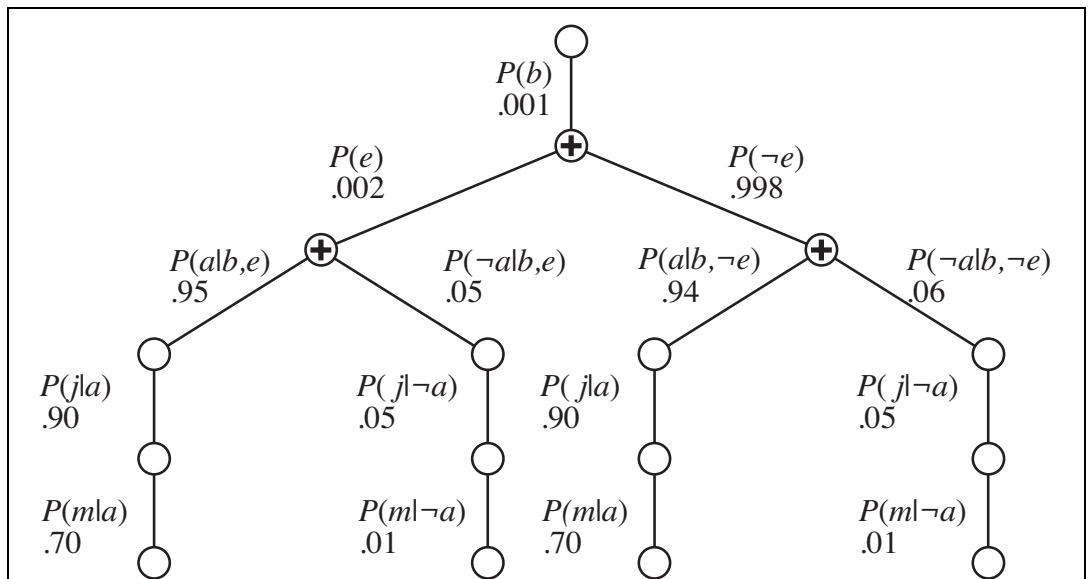 P(b)
.001
P(e)
.002
P(¬e)
.998
P(a|b,e)
.95
P(¬a|b,e)
.05
P(a|b,¬e)
.94
P(¬a|b,¬e)
.06
P(j|a)
.90
P(j|¬a)
.05
P(j|a)
.90
P(j|¬a)
.05
P(m|a)
.70
P(m|¬a)
.01
P(m|a)
.70
P(m|¬a)
.01